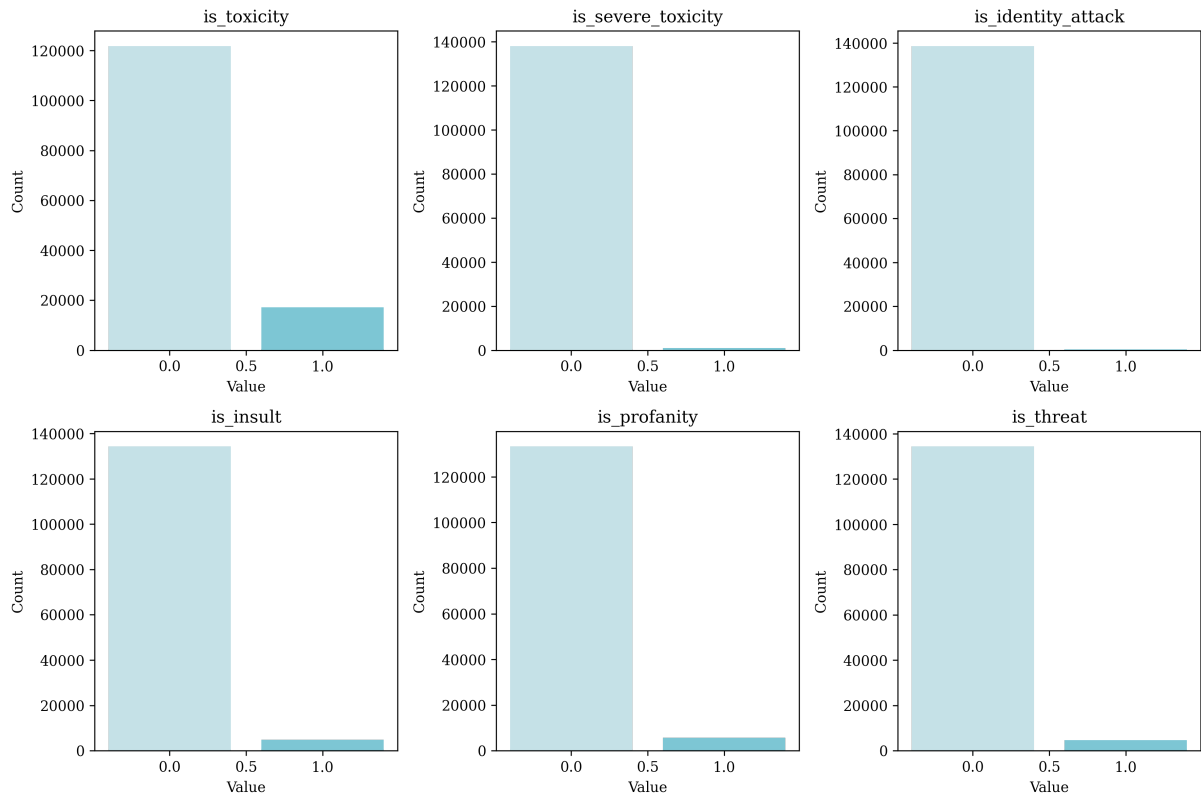 is_toxicity
120000
100000
80000
60000
40000
20000
0
Count
0.0 0.5 1.0
Value
is_severe_toxicity
140000
120000
100000
80000
60000
40000
20000
0
Count
0.0 0.5 1.0
Value
is_identity_attack
140000
120000
100000
80000
60000
40000
20000
0
Count
0.0 0.5 1.0
Value
is_insult
140000
120000
100000
80000
60000
40000
20000
0
Count
0.0 0.5 1.0
Value
is_profanity
120000
100000
80000
60000
40000
20000
0
Count
0.0 0.5 1.0
Value
is_threat
140000
120000
100000
80000
60000
40000
20000
0
Count
0.0 0.5 1.0
Value